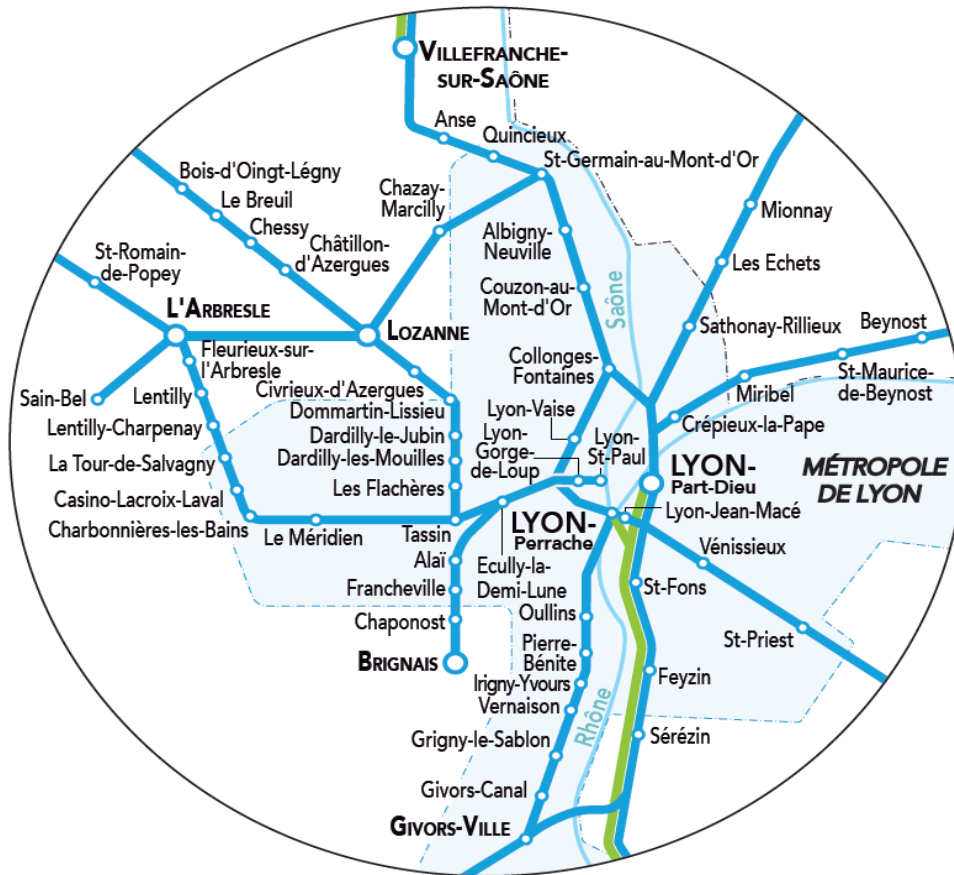 VILLEFRANCHE-
SUR-SAÔNE
Anse
Quincieux
St-Germain-au-Mont-d'Or
Bois-d'Oingt-Légny
Le Breuil
Chessy
Châtillon-
d'Azergues
Chazay-
Marcilly
Albigny-
Neuville
Mionnay
Les Echets
St-Romain-
de-Popey
Couzon-au-
Mont-d'Or
Saône
L'ARBRESLE
LOZANNE
Sathonay-Rillieux
Beynost
Fleurieux-sur-
l'Arbresle
Collonges-
Fontaines
St-Maurice-
de-Beynost
Miribel
Sain-Bel
Lentilly
Civrieux-d'Azergues
Dommartin-Lissieu
Lyon-Vaise
Crépieux-la-Pape
Lentilly-Charpenay
Dardilly-le-Jubin
Lyon-
Gorge-
de-Loup
Lyon-
St-Paul
La Tour-de-Salvagny
Dardilly-les-Mouilles
LYON-
Part-Dieu
MÉTROPOLE
DE LYON
Casino-Lacroix-Laval
Les Flachères
Charbonnières-les-Bains
Le Méridien
Tassin
LYON-
Perrache
Lyon-Jean-Macé
Alaï
Ecully-la-
Demi-Lune
Vénissieux
Francheville
St-Fons
Chaponost
Oullins
St-Priest
BRIGNAIS
Pierre-
Bénite
Feyzin
Irigny-Yvours
Vernaison
Rhône
Grigny-le-Sablon
Sérézin
Givors-Canal
GIVORS-VILLE